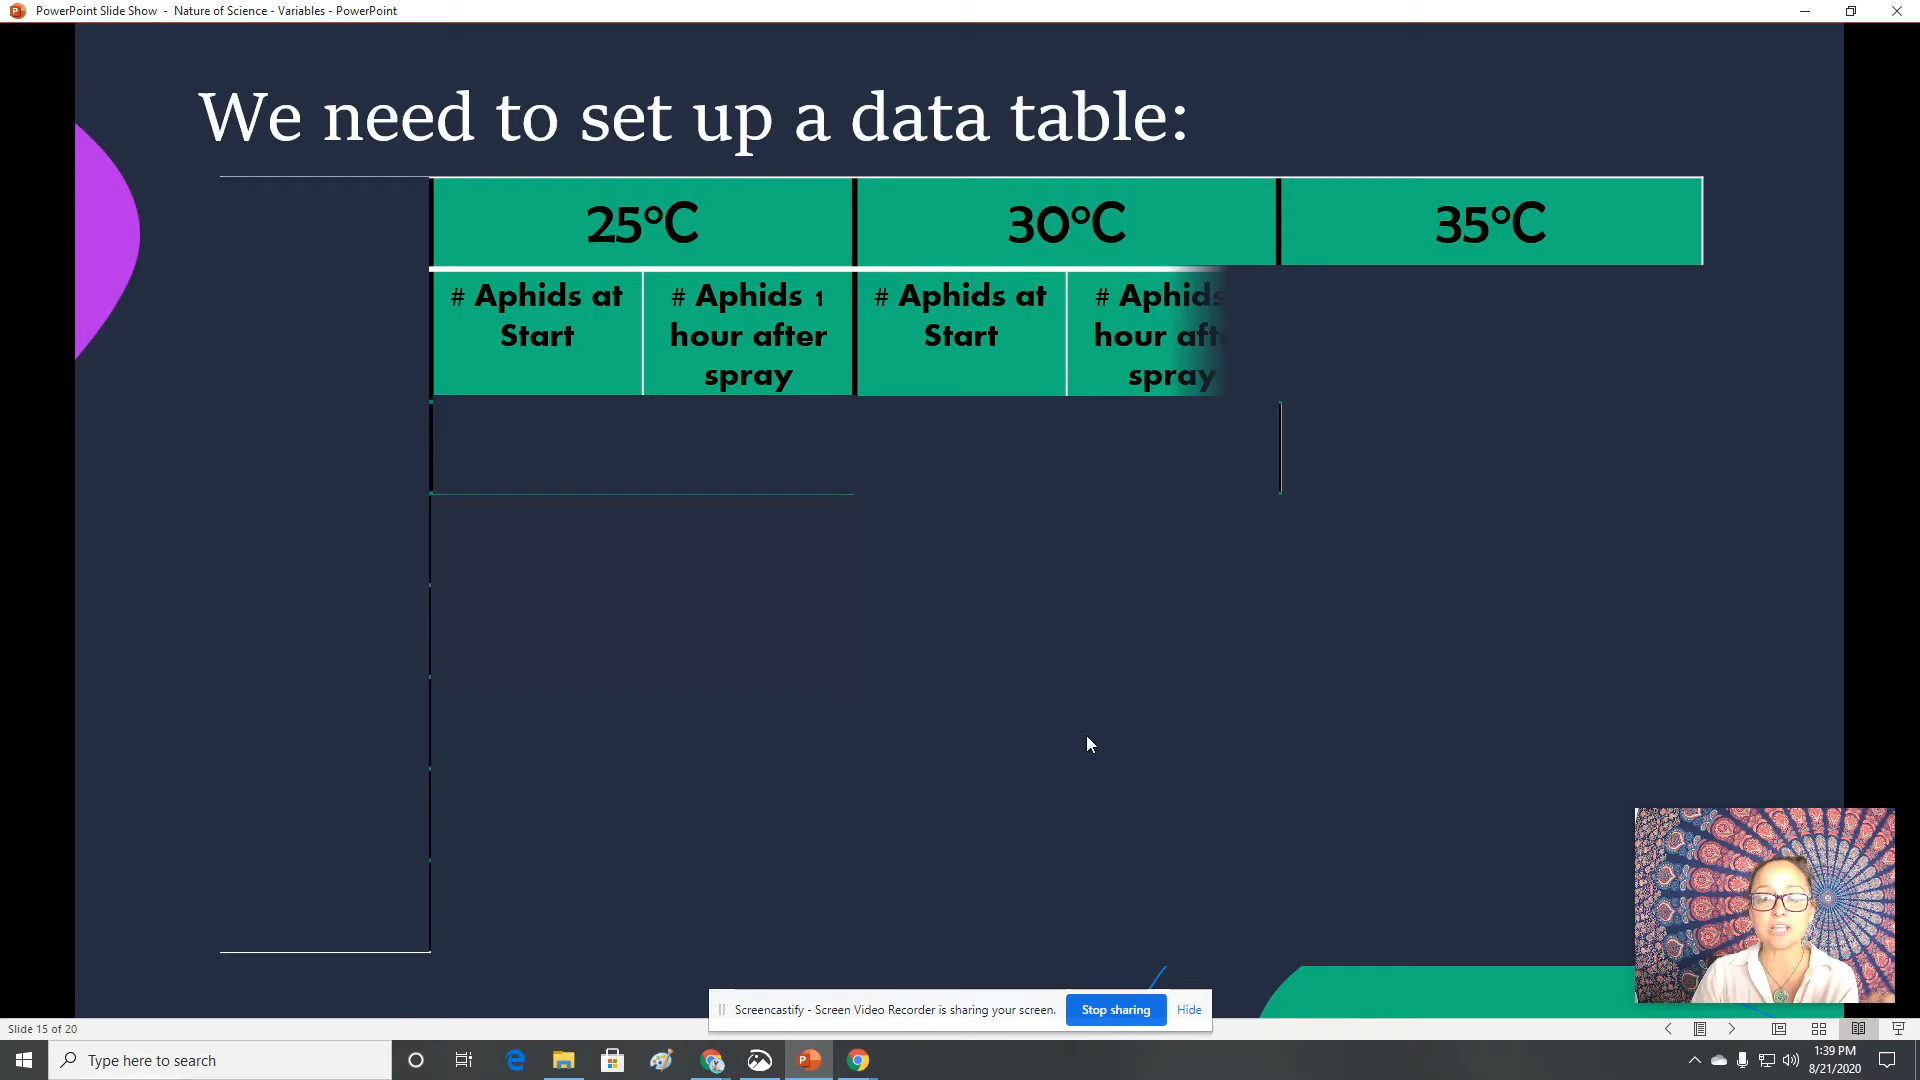 PowerPoint Slide Show - Nature of Science - Variables - PowerPoint
We need to set up a data table:
25°C
30°C
35°C
# Aphids at
Start
# Aphids 1
hour after
spray
# Aphids at
Start
# Aphids
hour aft
spray
Screencastify - Screen Video Recorder is sharing your screen.
Stop sharing
Hide
Slide 15 of 20
Type here to search
1:39 PM
8/21/2020